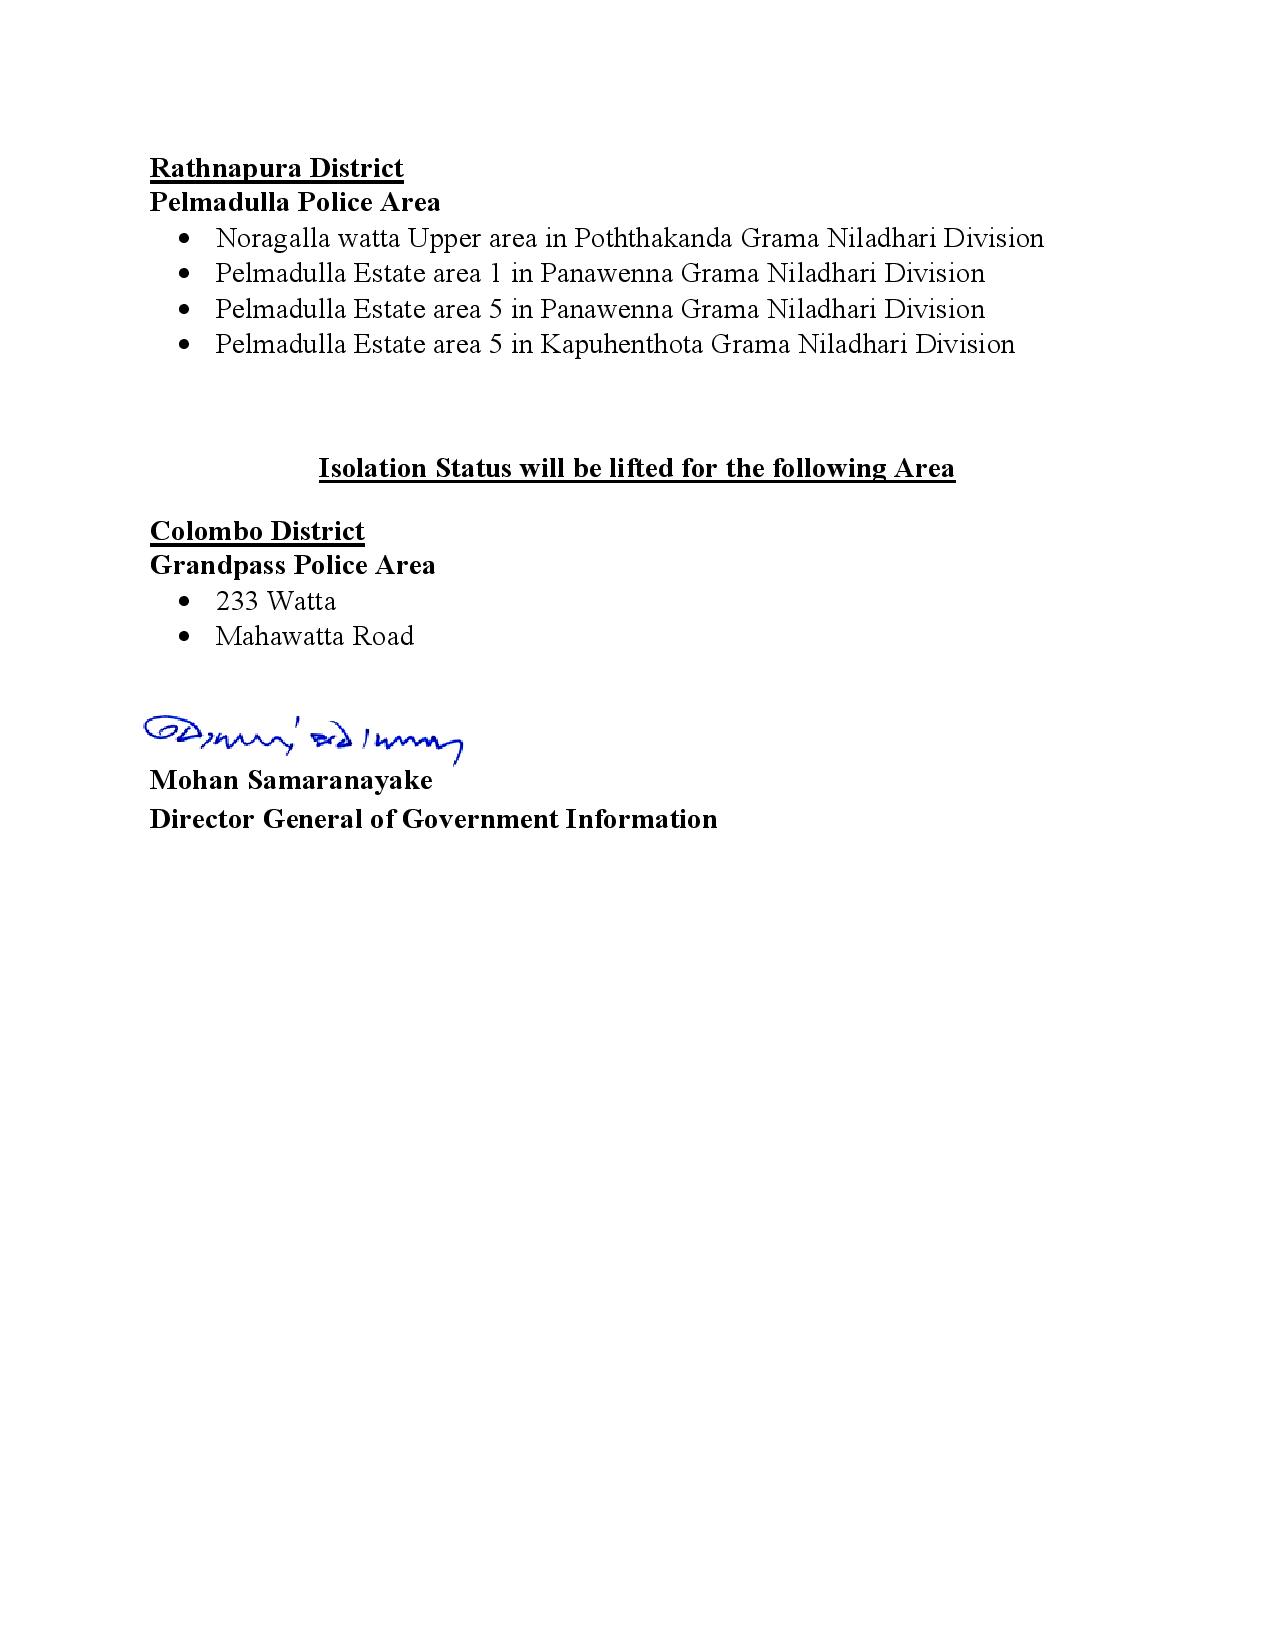 Rathnapura District
Pelmadulla Police Area
• Noragalla watta Upper area in Poththakanda Grama Niladhari Division
• Pelmadulla Estate area 1 in Panawenna Grama Niladhari Division
• Pelmadulla Estate area 5 in Panawenna Grama Niladhari Division
• Pelmadulla Estate area 5 in Kapuhenthota Grama Niladhari Division
Isolation Status will be lifted for the following Area
Colombo District
Grandpass Police Area
• 233 Watta
• Mahawatta Road
Mohan Samaranayake
Director General of Government Information